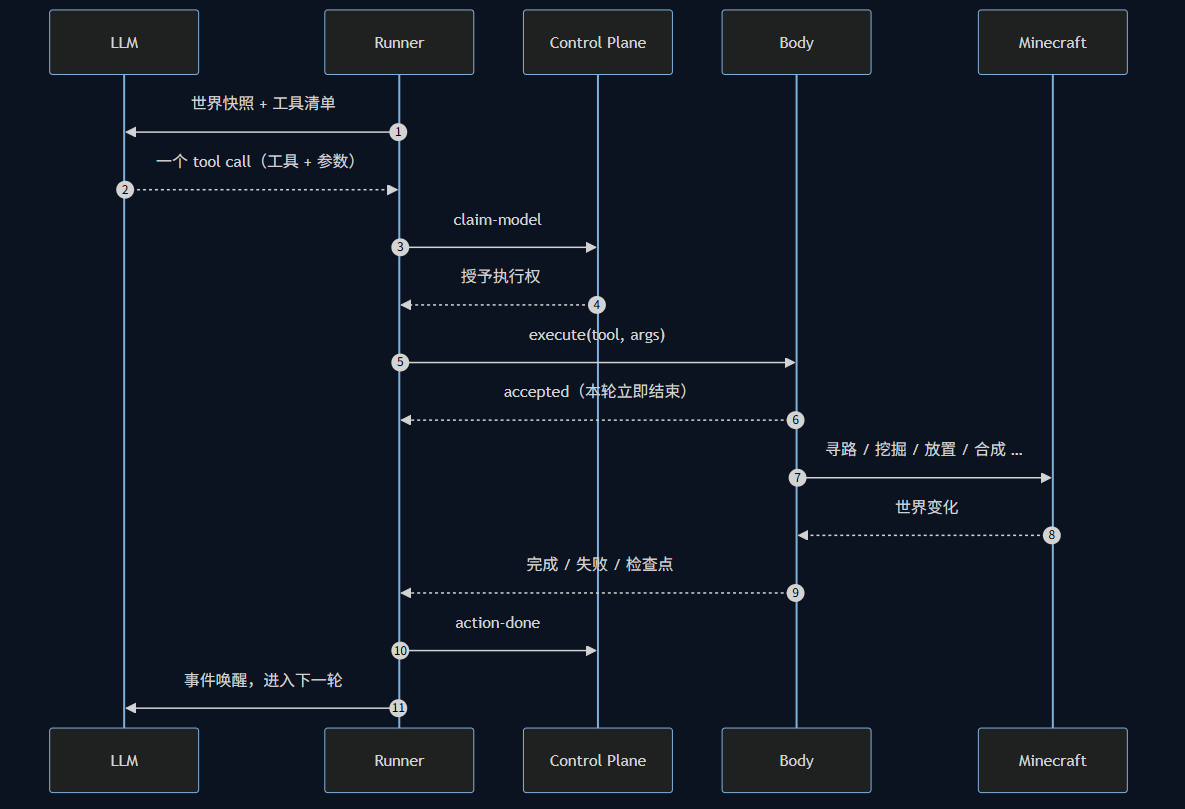 LLM
Runner
Control Plane
Body
Minecraft
世界快照 + 工具清单
1
一个 tool call（工具 + 参数）
2
claim-model
3
授予执行权
4
execute(tool, args)
5
accepted（本轮立即结束）
6
寻路 / 挖掘 / 放置 / 合成 ...
7
世界变化
8
完成 / 失败 / 检查点
9
action-done
10
事件唤醒，进入下一轮
11
LLM
Runner
Control Plane
Body
Minecraft